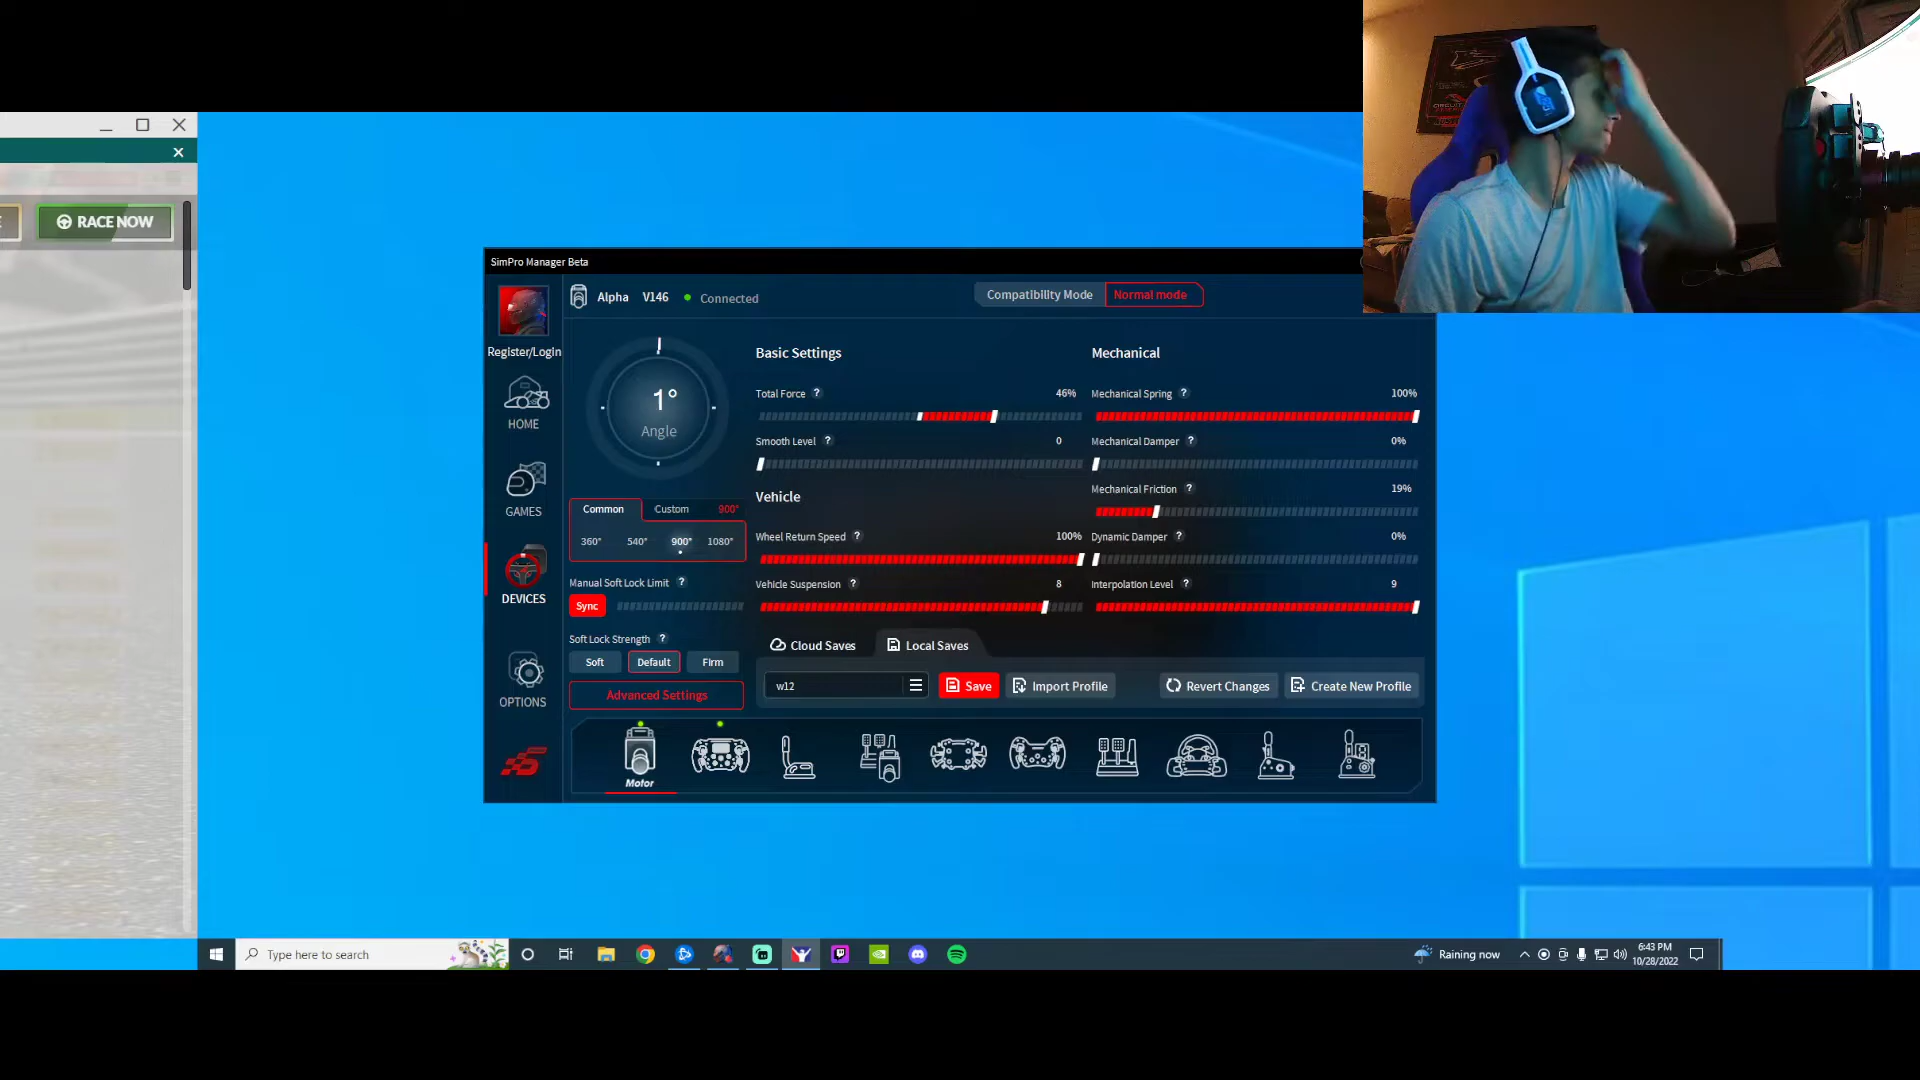 RACE NOW
SimPro Manager Beta
Alpha V146 Connected
Compatibility Mode Normal mode
Register/Login
HOME
GAMES
DEVICES
OPTIONS
1°
Angle
Common Custom 900°
360° 540° 900° 1080°
Manual Soft Lock Limit ?
Sync
Soft Lock Strength ?
Soft Default Firm
Advanced Settings
Basic Settings
Total Force ? 46%
Smooth Level ? 0
Vehicle
Wheel Return Speed ? 100%
Vehicle Suspension ? 8
Mechanical
Mechanical Spring ? 100%
Mechanical Damper ? 0%
Mechanical Friction ? 19%
Dynamic Damper ? 0%
Interpolation Level ? 9
Cloud Saves Local Saves
w12 Save Import Profile Revert Changes Create New Profile
Motor
Type here to search
Raining now
6:43 PM
10/28/2022